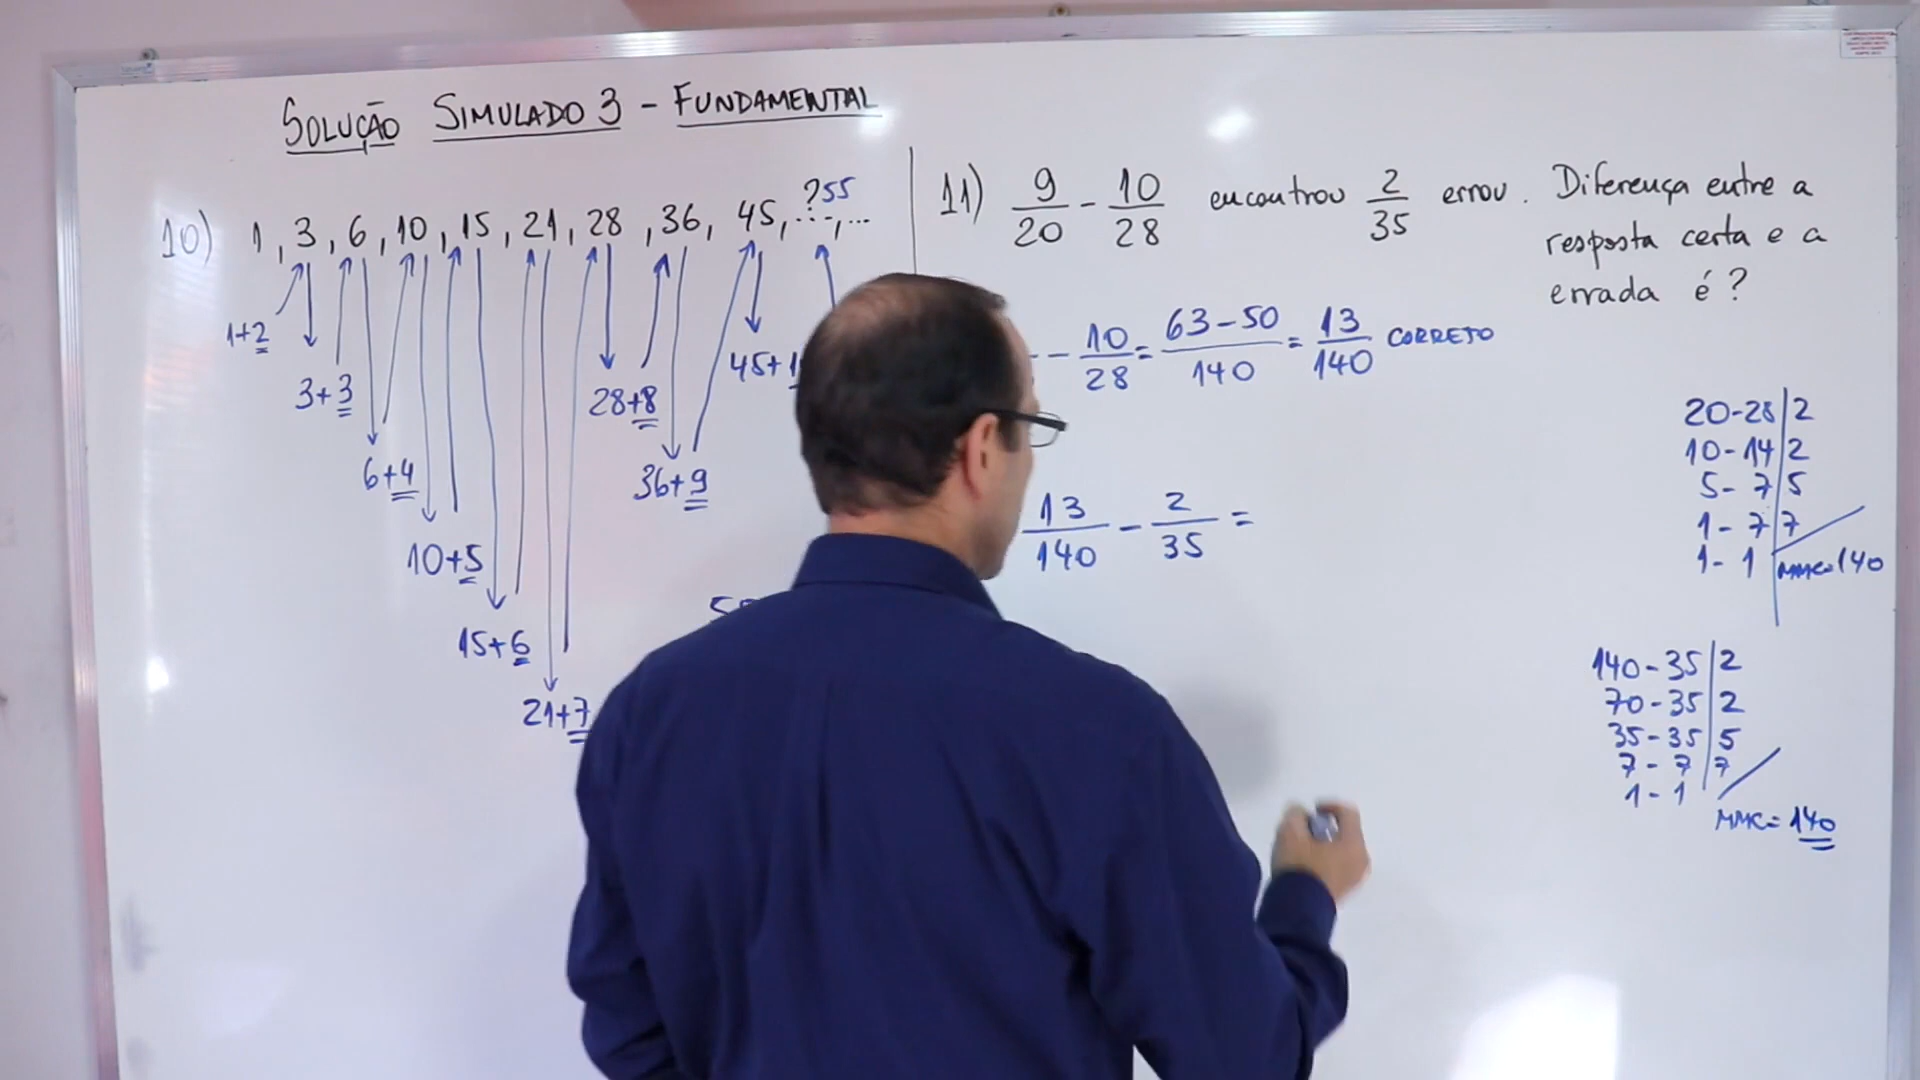 SOLUÇÃO SIMULADO 3 - FUNDAMENTAL
10) 1, 3, 6, 10, 15, 21, 28, 36, 45, ...?55, ...
1+2
3+3
6+4
10+5
15+6
21+7
28+8
36+9
45+1
11) 9/20 - 10/28 encontrou 2/35 errou. Diferença entre a
resposta certa e a
errada é?
- 10/28 = 63-50/140 = 13/140 CORRETO
13/140 - 2/35 =
20-28|2
10-14|2
5-7|5
1-7|7
1-1|MMC=140
140-35|2
70-35|2
35-35|5
7-7|7
1-1
MMC=140